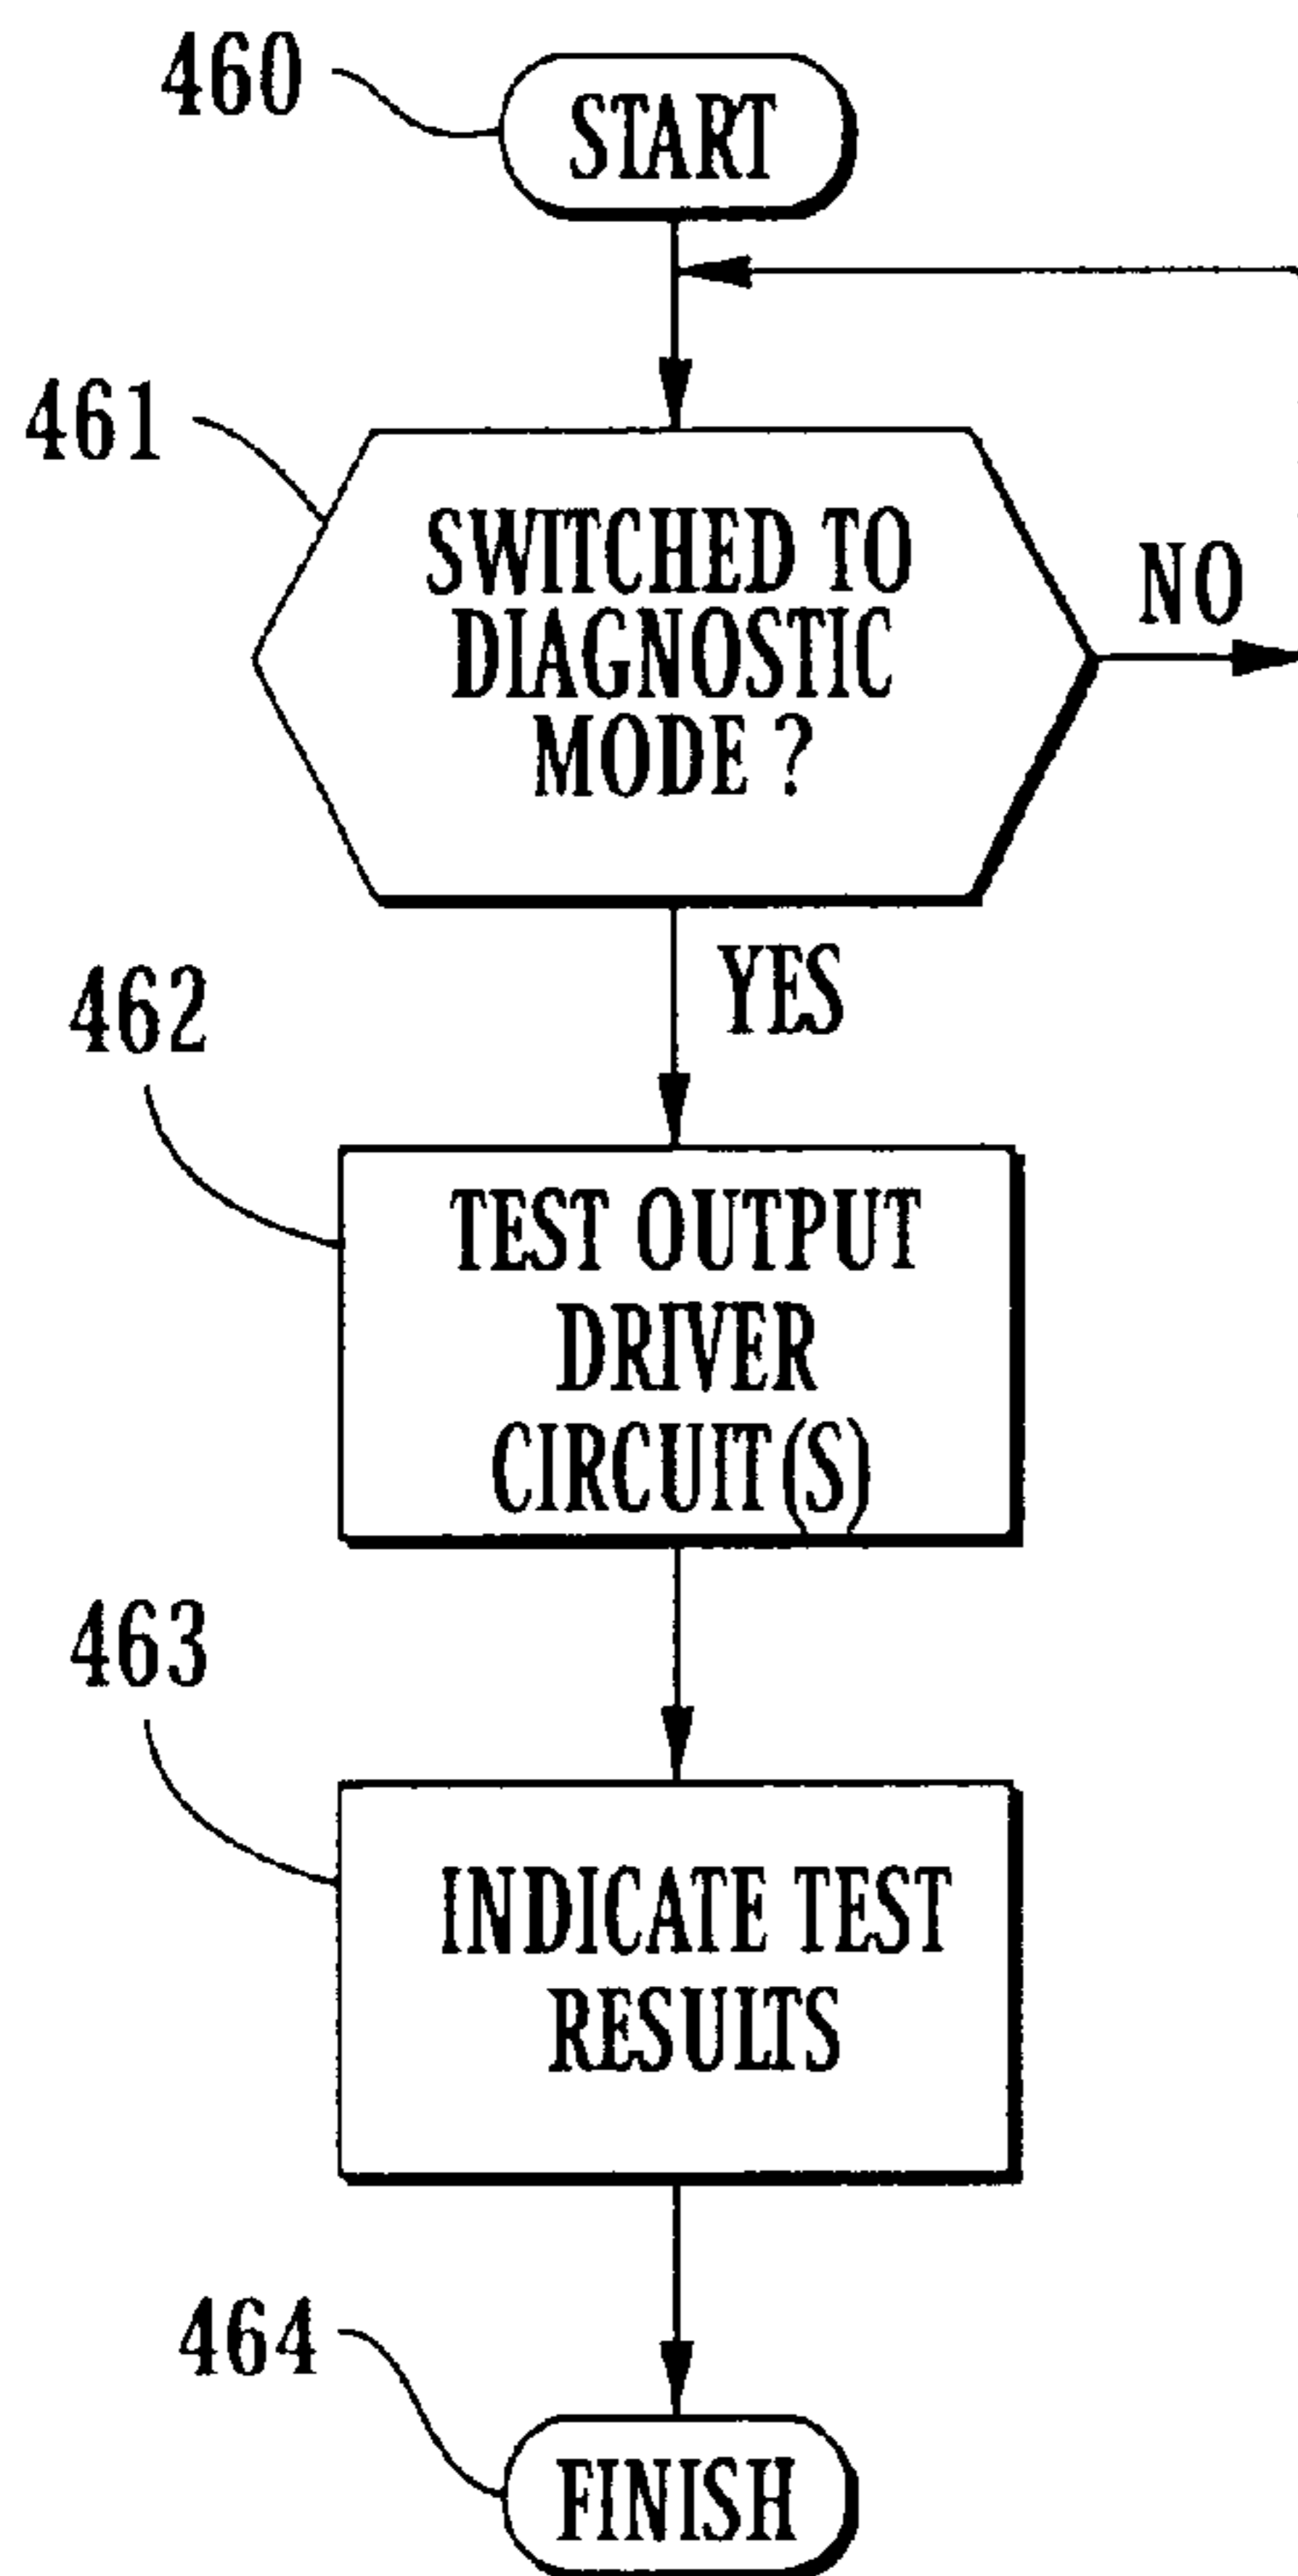 460
START
461
SWITCHED TO
DIAGNOSTIC
MODE ?
NO
YES
462
TEST OUTPUT
DRIVER
CIRCUIT(S)
463
INDICATE TEST
RESULTS
464
FINISH